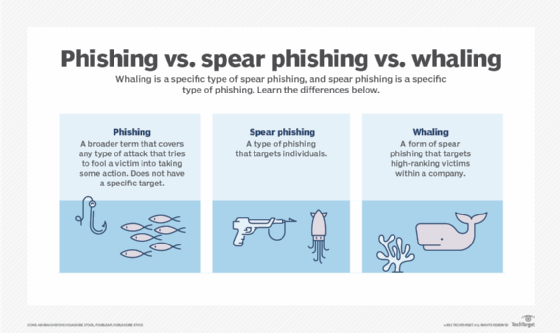 Phishing vs. spear phishing vs. whaling
Whaling is a specific type of spear phishing, and spear phishing is a specific
type of phishing. Learn the differences below.
Phishing
A broader term that covers
any type of attack that tries
to fool a victim into taking
some action. Does not have
a specific target.
Spear phishing
A type of phishing
that targets individuals.
Whaling
A form of spear
phishing that targets
high-ranking victims
within a company.
TechTarget